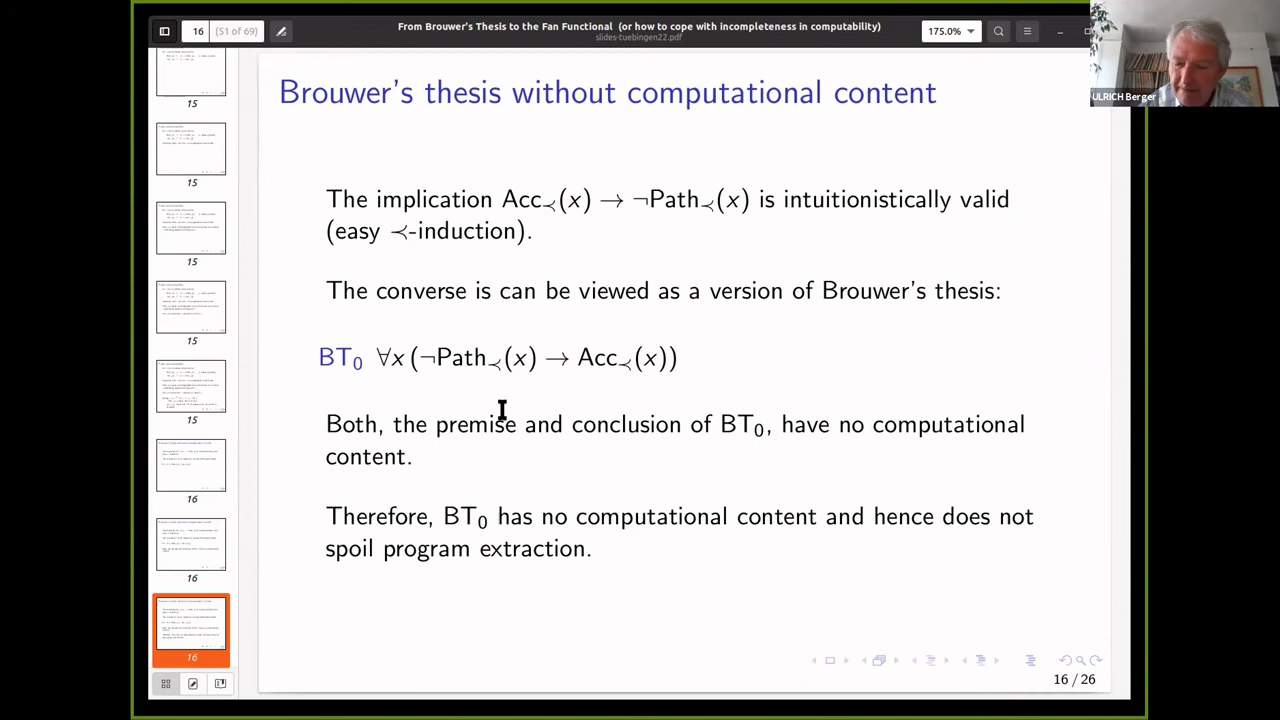 16 (51 of 69)
From Brouwer's Thesis to the Fan Functional (or how to cope with incompleteness in computability)
slides-tuebingen22.pdf
175.0%
ULRICH Berger
15
15
15
15
15
16
16
16
Brouwer's thesis without computational content
The implication Acc≺(x) → ¬Path≺(x) is intuitionistically valid
(easy ≺-induction).
The convere is can be viewed as a version of Brouwer's thesis:
BT₀ ∀x (¬Path≺(x) → Acc≺(x))
Both, the premise and conclusion of BT₀, have no computational
content.
Therefore, BT₀ has no computational content and hence does not
spoil program extraction.
16 / 26